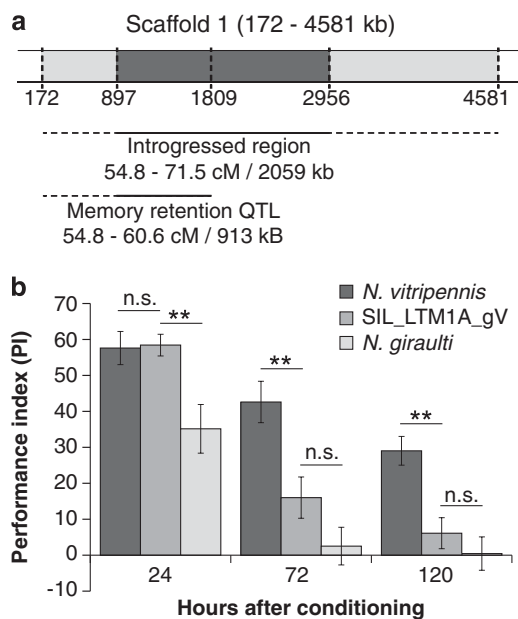 a
Scaffold 1 (172 - 4581 kb)
172 897 1809 2956 4581
Introgressed region
54.8 - 71.5 cM / 2059 kb
Memory retention QTL
54.8 - 60.6 cM / 913 kB
b
Performance index (PI)
70
60
50
40
30
20
10
0
-10
n.s.
**
**
n.s.
**
n.s.
N. vitripennis
SIL_LTM1A_gV
N. giraulti
24 72 120
Hours after conditioning